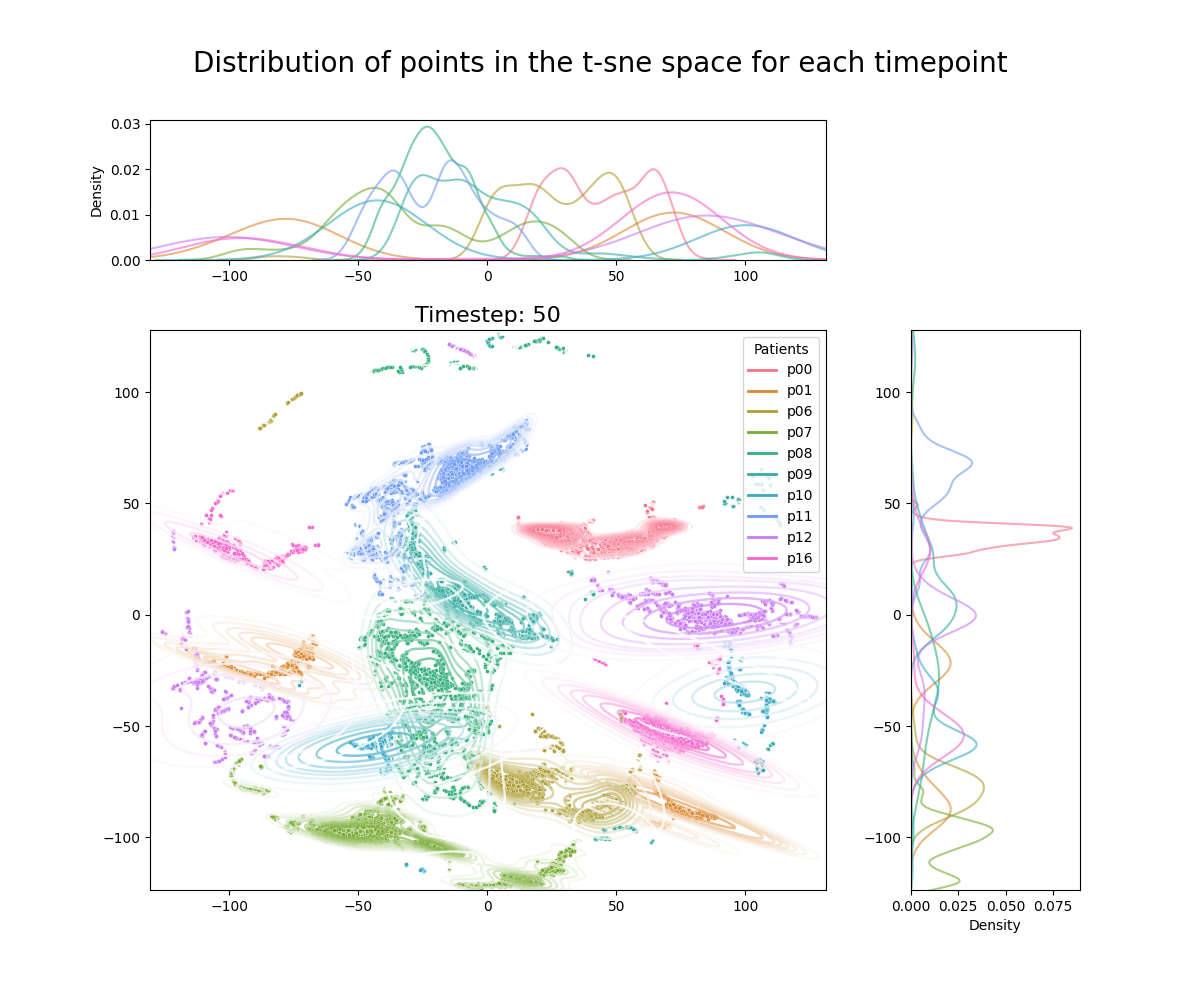 Distribution of points in the t-sne space for each timepoint
0.03
0.02
0.01
0.00
Density
−100 −50 0 50 100
Timestep: 50
100
50
0
−50
−100
−100 −50 0 50 100
Patients
p00
p01
p06
p07
p08
p09
p10
p11
p12
p16
100
50
0
−50
−100
0.000 0.025 0.050 0.075
Density